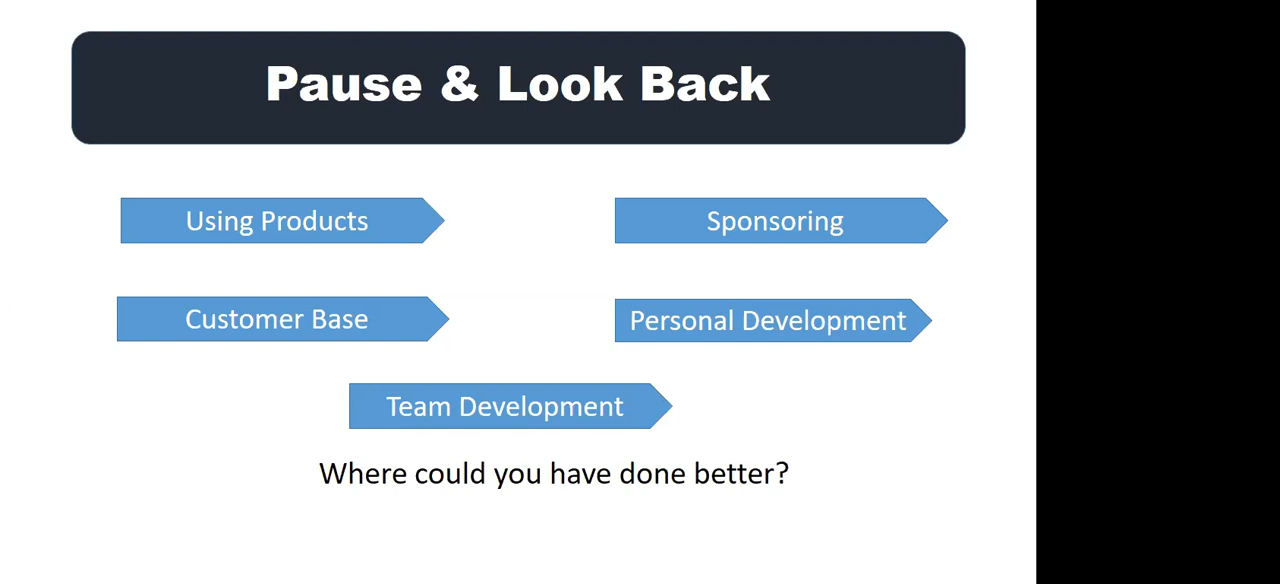 Pause & Look Back
Using Products
Sponsoring
Customer Base
Personal Development
Team Development
Where could you have done better?